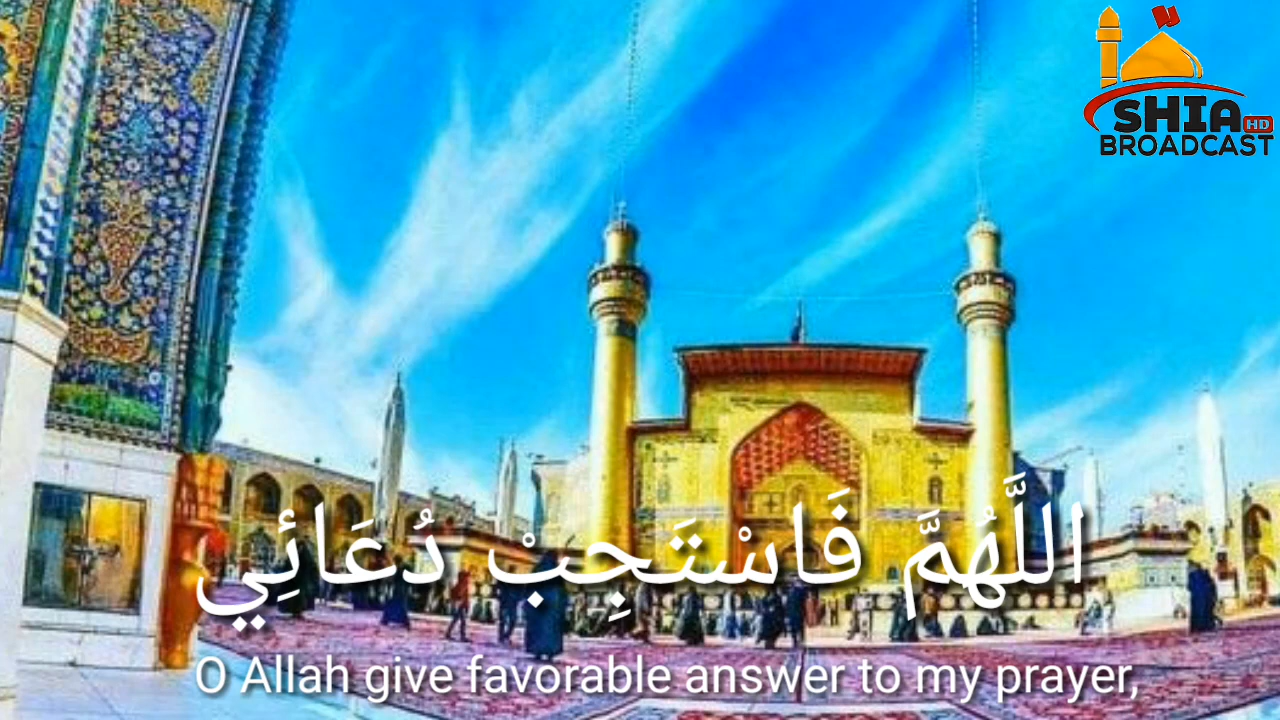 SHIA HD
BROADCAST
اللَّهُمَّ فَاسْتَجِبْ دُعَائِي
O Allah give favorable answer to my prayer,